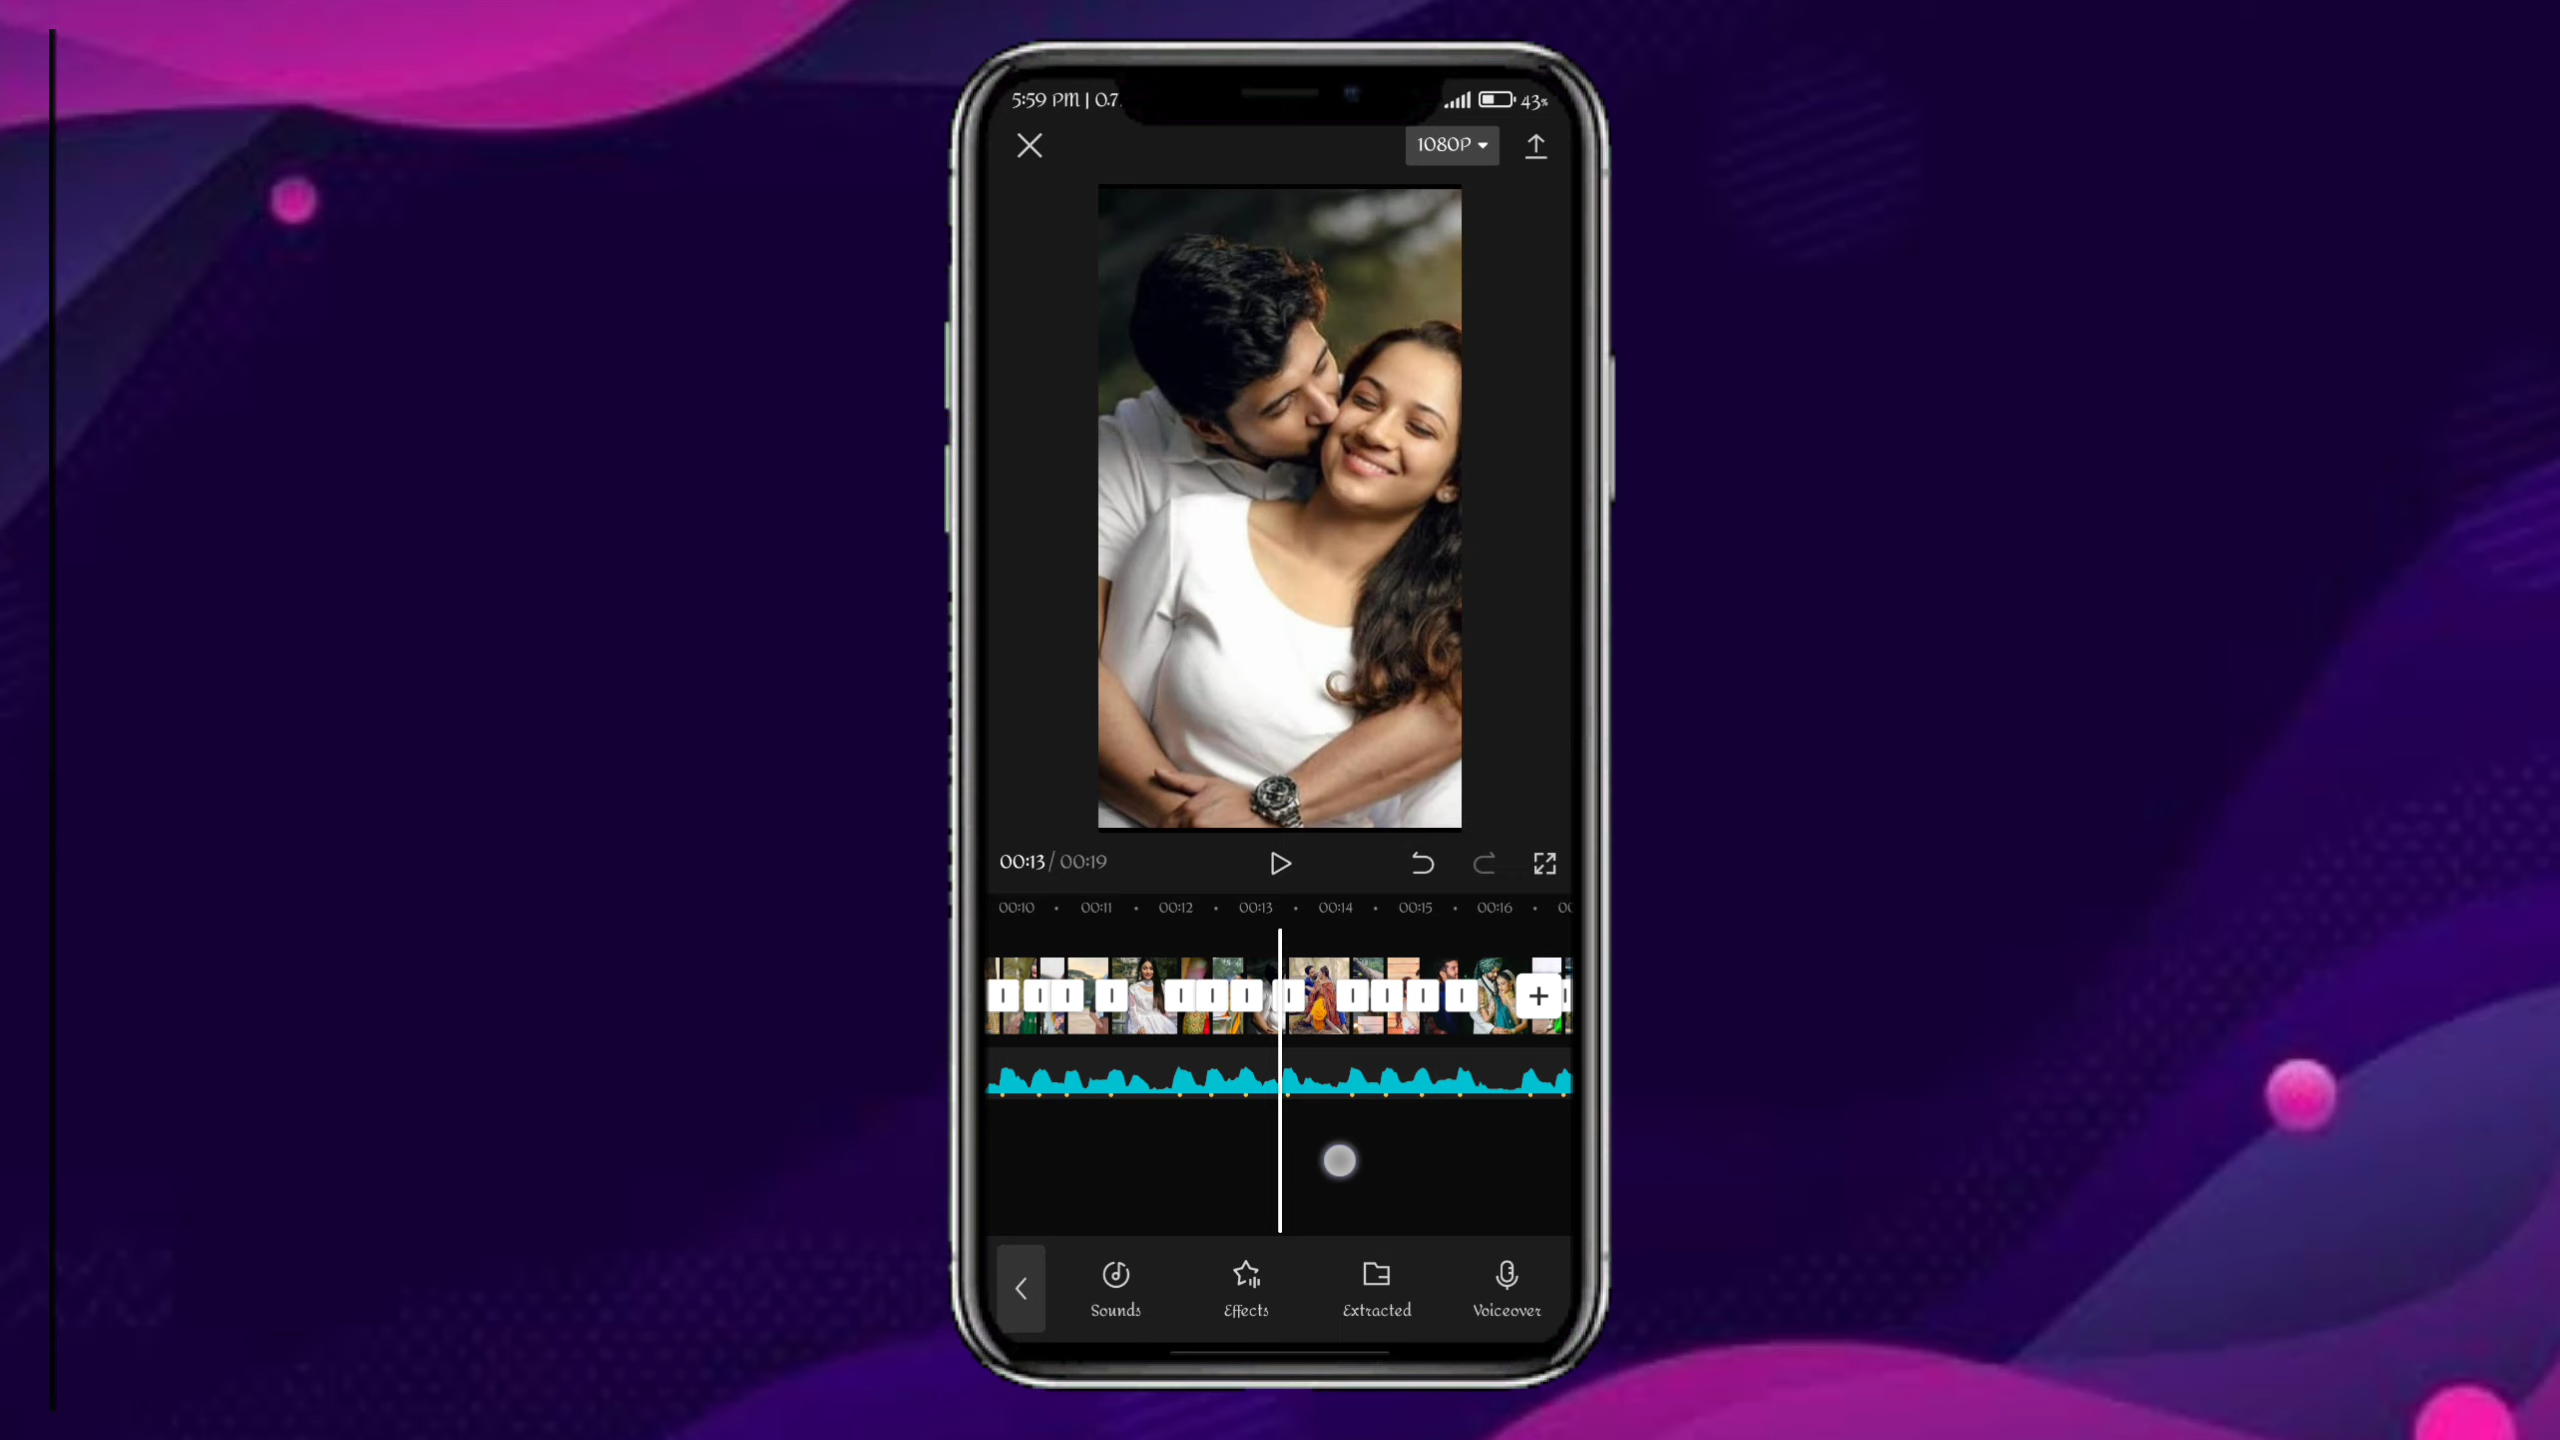 5:59 PM | 0.7
43%
1080P
00:13 / 00:19
00:10 00:11 00:12 00:13 00:14 00:15 00:16
Sounds Effects Extracted Voiceover